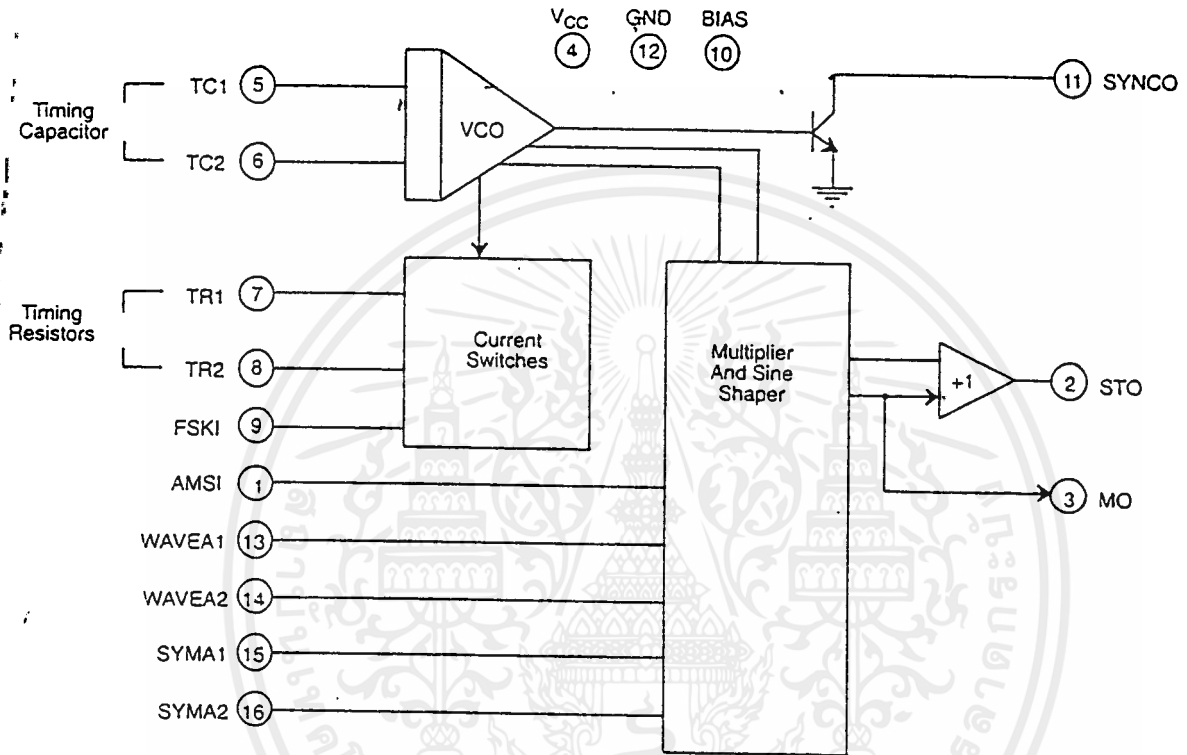 VCC GND BIAS
4 12 10
TC1 5
11 SYNCO
Timing
Capacitor
VCO
TC2 6
TR1 7
Timing
Resistors
Current
Switches
Multiplier
And Sine
Shaper
TR2 8
+1
2 STO
FSKI 9
AMSI 1
3 MO
WAVEA1 13
WAVEA2 14
SYMA1 15
SYMA2 16